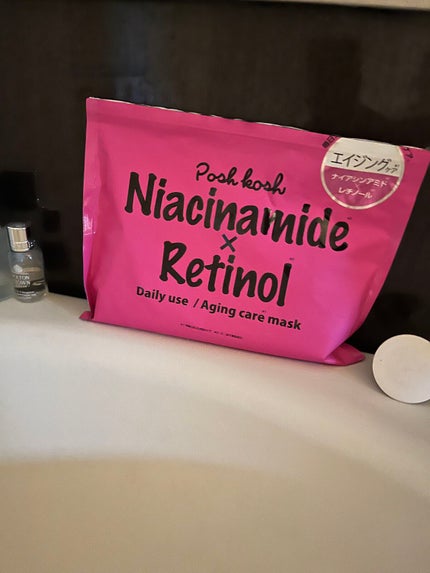 エイジングケア
ナイアシンアミド
レチノール
Posh kosh
Niacinamide
×
Retinol
Daily use / Aging care mask